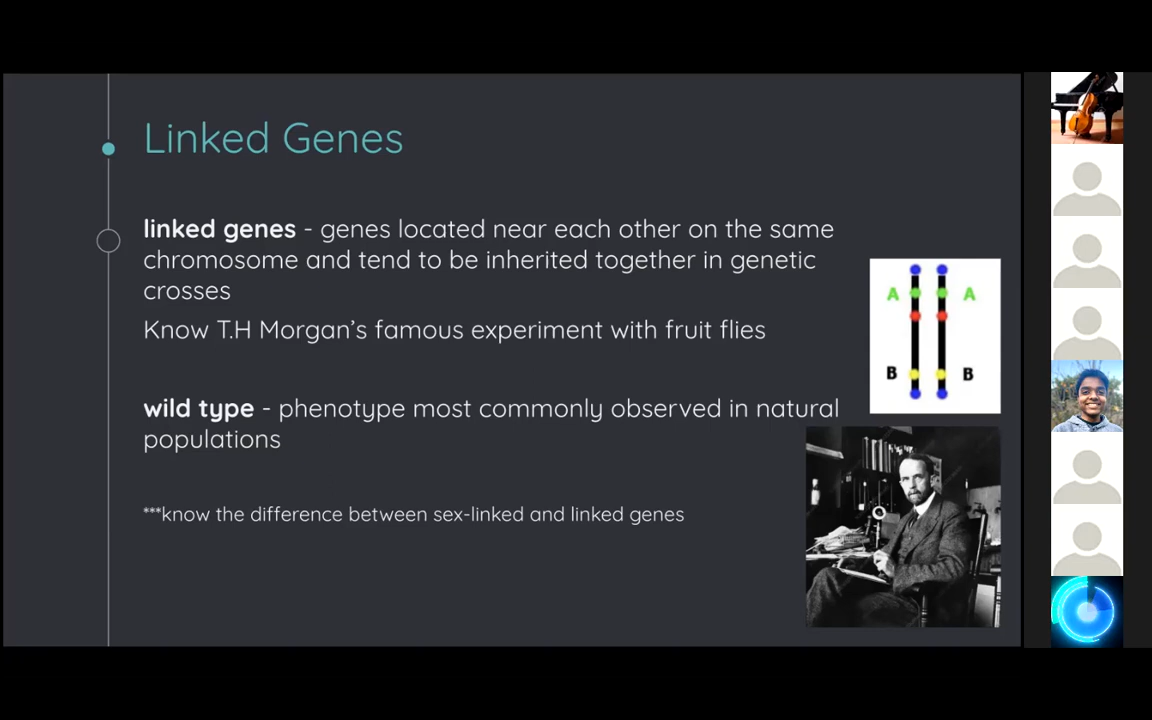 Linked Genes
linked genes - genes located near each other on the same
chromosome and tend to be inherited together in genetic
crosses
Know T.H Morgan's famous experiment with fruit flies
wild type - phenotype most commonly observed in natural
populations
***know the difference between sex-linked and linked genes
A A
B B